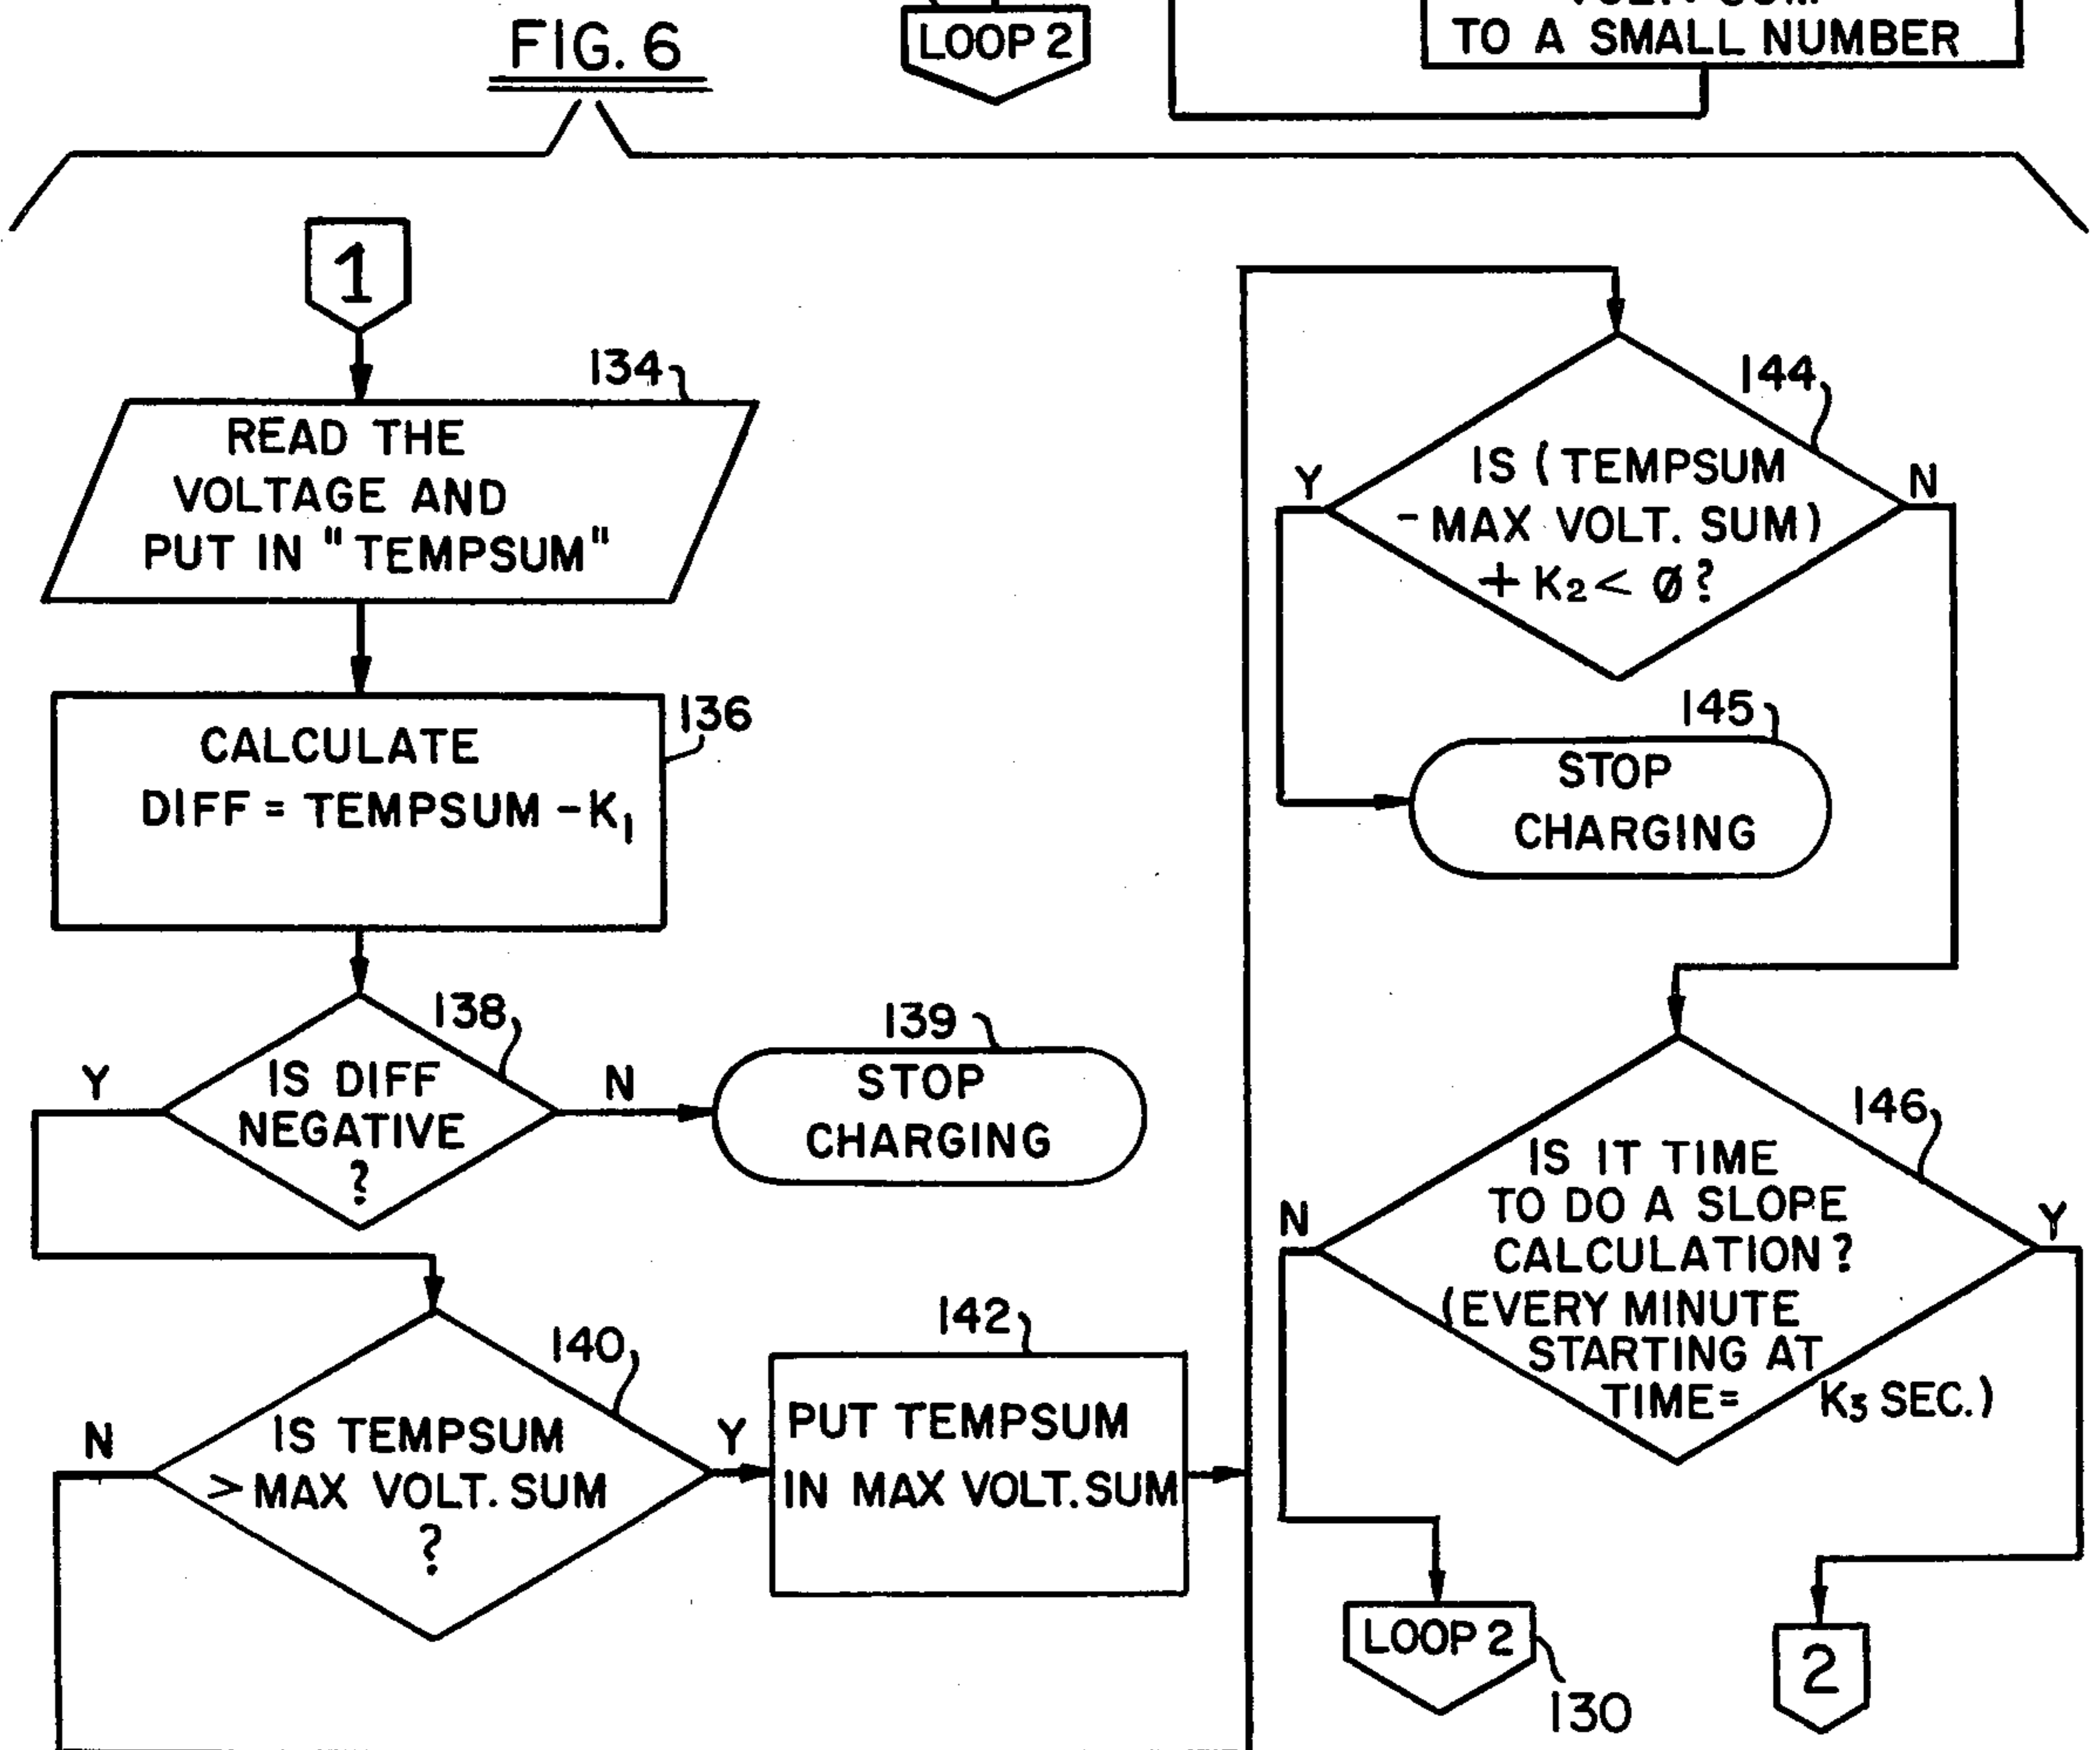 FIG. 6
LOOP 2
TO A SMALL NUMBER
1
134
READ THE
VOLTAGE AND
PUT IN "TEMPSUM"
136
CALCULATE
DIFF = TEMPSUM - K1
138
Y
IS DIFF
NEGATIVE
?
N
139
STOP
CHARGING
140
N
IS TEMPSUM
> MAX VOLT. SUM
?
Y
142
PUT TEMPSUM
IN MAX VOLT. SUM
144
Y
IS (TEMPSUM
- MAX VOLT. SUM)
+ K2 < Ø?
N
145
STOP
CHARGING
146
N
IS IT TIME
TO DO A SLOPE
CALCULATION?
(EVERY MINUTE
STARTING AT
TIME= K3 SEC.)
Y
LOOP 2
130
2